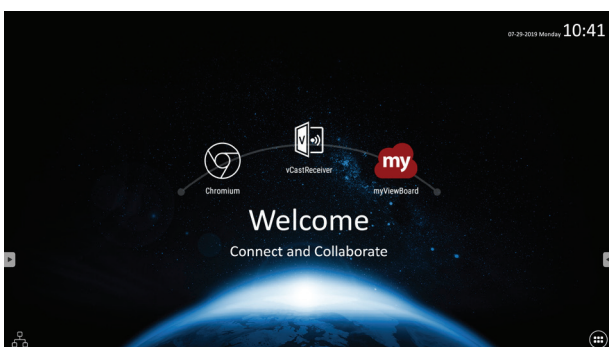 07-29-2019 Monday 10:41
V
vCastReceiver
my
Chromium
myViewBoard
Welcome
Connect and Collaborate